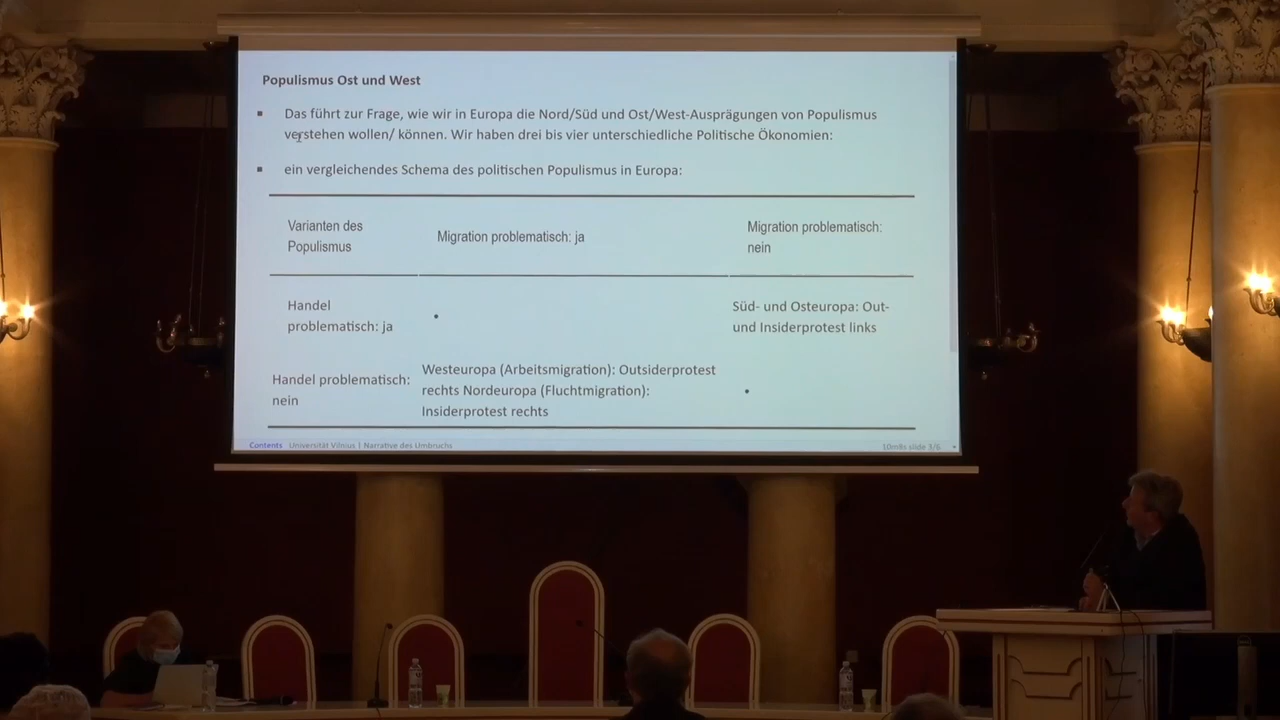 Populismus Ost und West
▪ Das führt zur Frage, wie wir in Europa die Nord/Süd und Ost/West-Ausprägungen von Populismus
verstehen wollen/ können. Wir haben drei bis vier unterschiedliche Politische Ökonomien:
▪ ein vergleichendes Schema des politischen Populismus in Europa:
Varianten des
Populismus
Migration problematisch: ja
Migration problematisch:
nein
Handel
problematisch: ja
•
Süd- und Osteuropa: Out-
und Insiderprotest links
Handel problematisch:
nein
Westeuropa (Arbeitsmigration): Outsiderprotest
rechts Nordeuropa (Fluchtmigration):
Insiderprotest rechts
•
Contents Universität Vilnius | Narrative des Umbruchs
slide 3/6